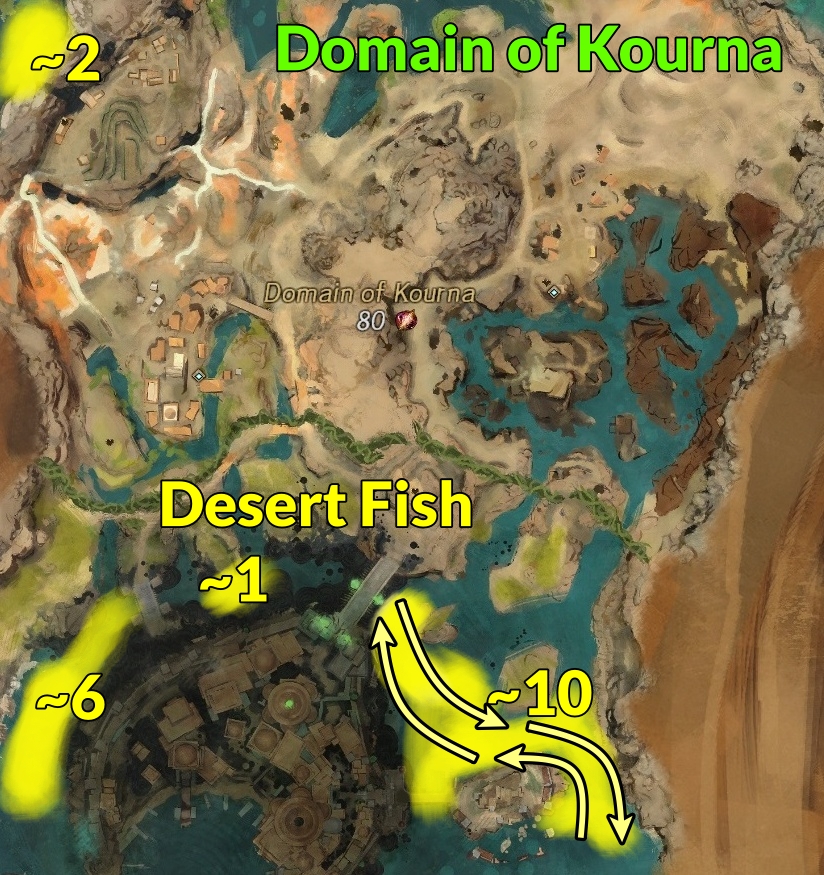 ~2
Domain of Kourna
Domain of Kourna
80
Desert Fish
~1
~6
~10